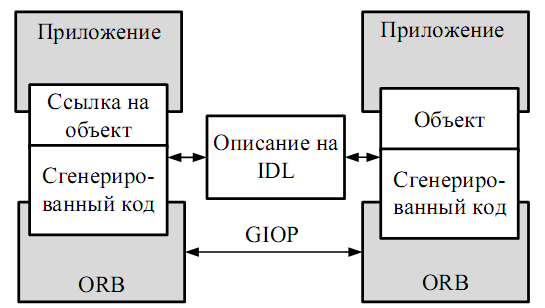 Приложение
Ссылка на
объект
Сгенериро-
ванный код
ORB
Описание на
IDL
GIOP
Приложение
Объект
Сгенериро-
ванный код
ORB